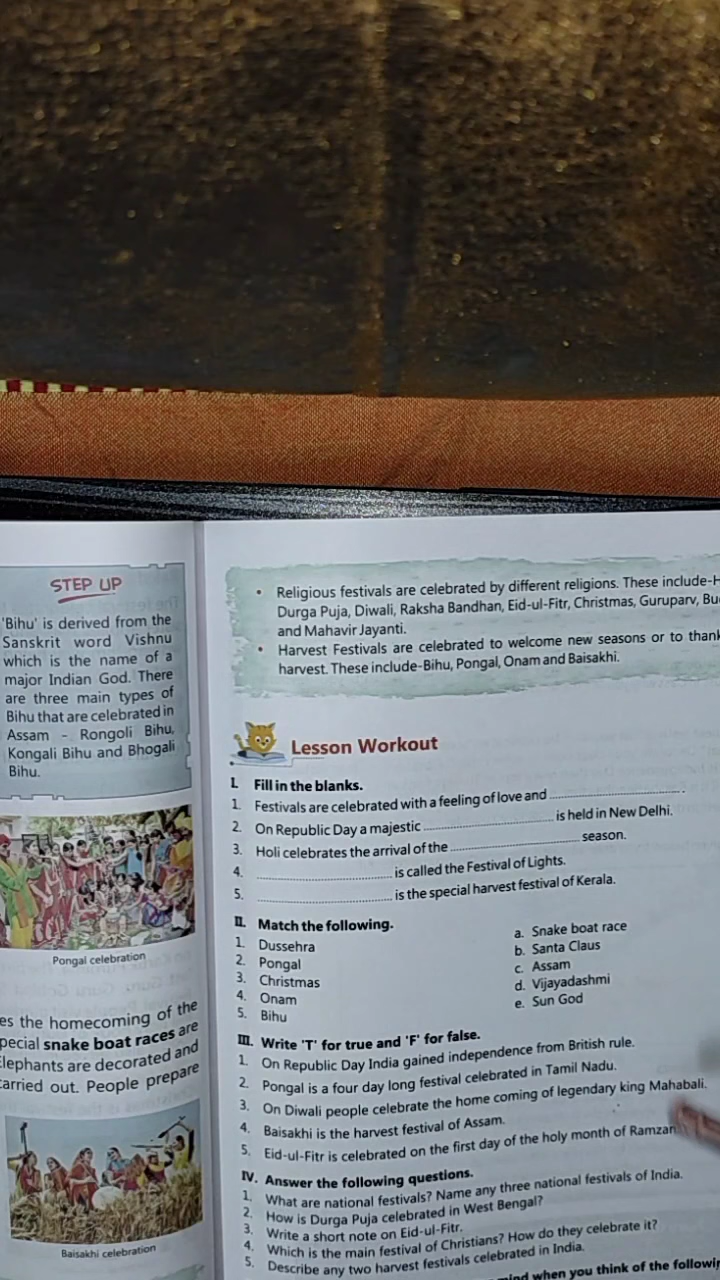 STEP UP
'Bihu' is derived from the
Sanskrit word Vishnu
which is the name of a
major Indian God. There
are three main types of
Bihu that are celebrated in
Assam - Rongoli Bihu,
Kongali Bihu and Bhogali
Bihu.
Pongal celebration
es the homecoming of the
pecial snake boat races are
Elephants are decorated and
carried out. People prepare
Baisakhi celebration
• Religious festivals are celebrated by different religions. These include-H
Durga Puja, Diwali, Raksha Bandhan, Eid-ul-Fitr, Christmas, Guruparv, Bu
and Mahavir Jayanti.
• Harvest Festivals are celebrated to welcome new seasons or to thank
harvest. These include-Bihu, Pongal, Onam and Baisakhi.
Lesson Workout
I. Fill in the blanks.
1. Festivals are celebrated with a feeling of love and ____________.
2. On Republic Day a majestic ____________ is held in New Delhi.
3. Holi celebrates the arrival of the ____________ season.
4. ____________ is called the Festival of Lights.
5. ____________ is the special harvest festival of Kerala.
II. Match the following.
1. Dussehra a. Snake boat race
2. Pongal b. Santa Claus
3. Christmas c. Assam
4. Onam d. Vijayadashmi
5. Bihu e. Sun God
III. Write 'T' for true and 'F' for false.
1. On Republic Day India gained independence from British rule.
2. Pongal is a four day long festival celebrated in Tamil Nadu.
3. On Diwali people celebrate the home coming of legendary king Mahabali.
4. Baisakhi is the harvest festival of Assam.
5. Eid-ul-Fitr is celebrated on the first day of the holy month of Ramzan
IV. Answer the following questions.
1. What are national festivals? Name any three national festivals of India.
2. How is Durga Puja celebrated in West Bengal?
3. Write a short note on Eid-ul-Fitr.
4. Which is the main festival of Christians? How do they celebrate it?
5. Describe any two harvest festivals celebrated in India.
mind when you think of the followin